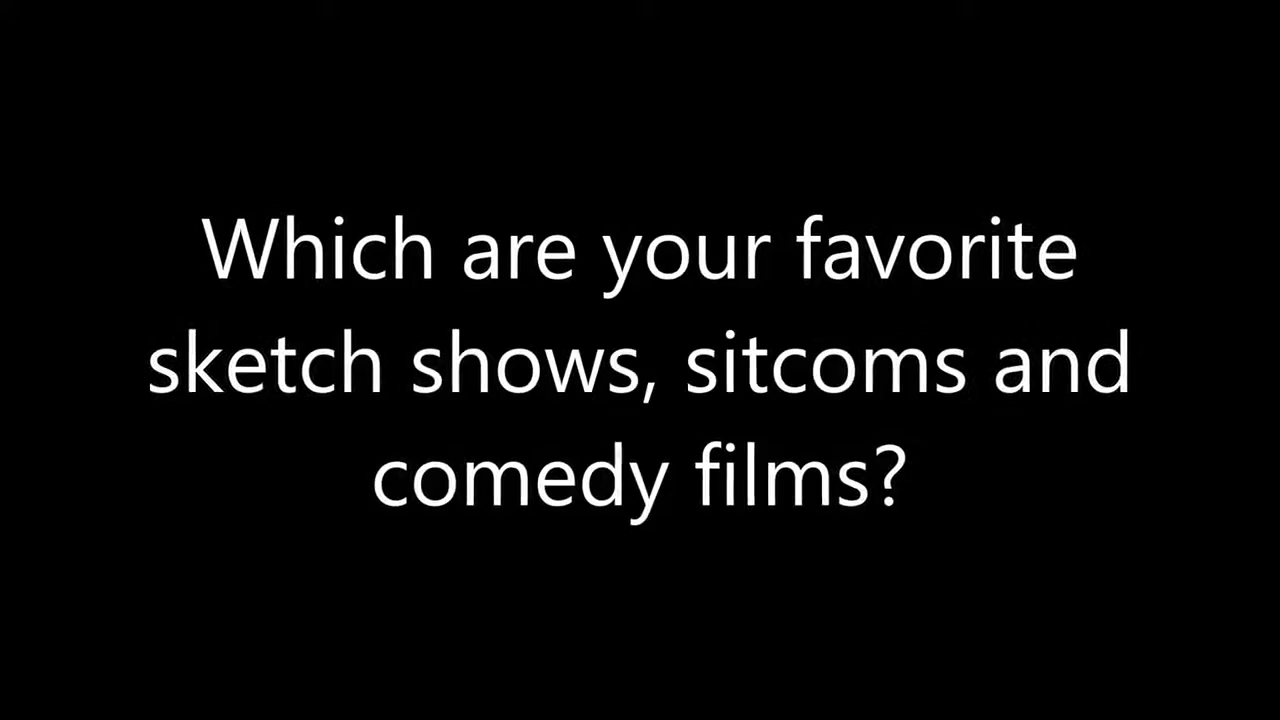 Which are your favorite
sketch shows, sitcoms and
comedy films?